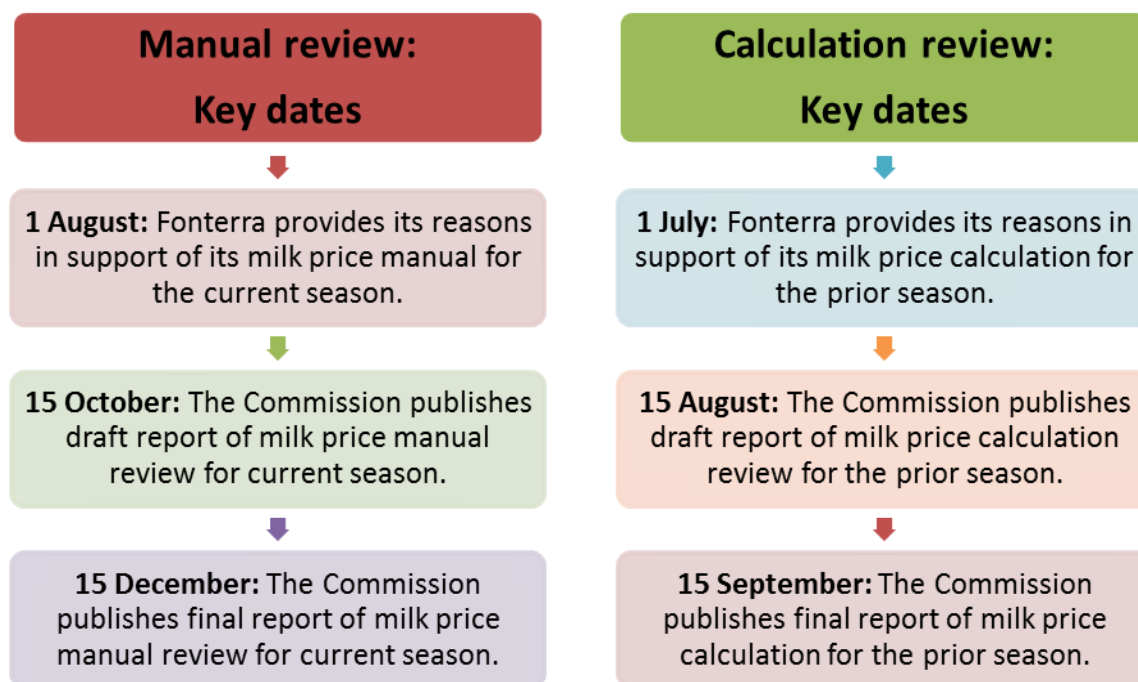 Manual review:
Key dates
1 August: Fonterra provides its reasons
in support of its milk price manual for
the current season.
15 October: The Commission publishes
draft report of milk price manual
review for current season.
15 December: The Commission
publishes final report of milk price
manual review for current season.
Calculation review:
Key dates
1 July: Fonterra provides its reasons in
support of its milk price calculation for
the prior season.
15 August: The Commission publishes
draft report of milk price calculation
review for the prior season.
15 September: The Commission
publishes final report of milk price
calculation for the prior season.